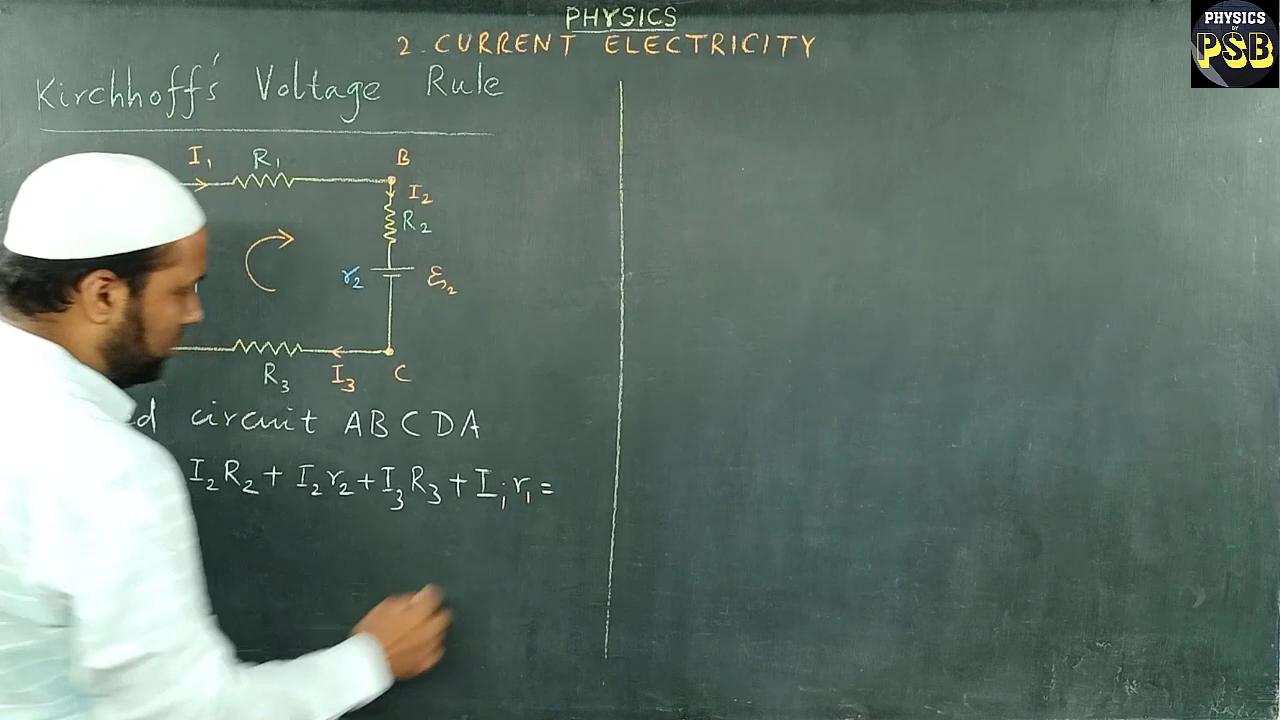 PHYSICS
2. CURRENT ELECTRICITY
PHYSICS
BY
PSB
Kirchhoff's Voltage Rule
I₁ R₁ B
I₂
R₂
r₂ ℰ₂
R₃ I₃ C
circuit ABCDA
I₂R₂ + I₂r₂ + I₃R₃ + I₁r₁ =